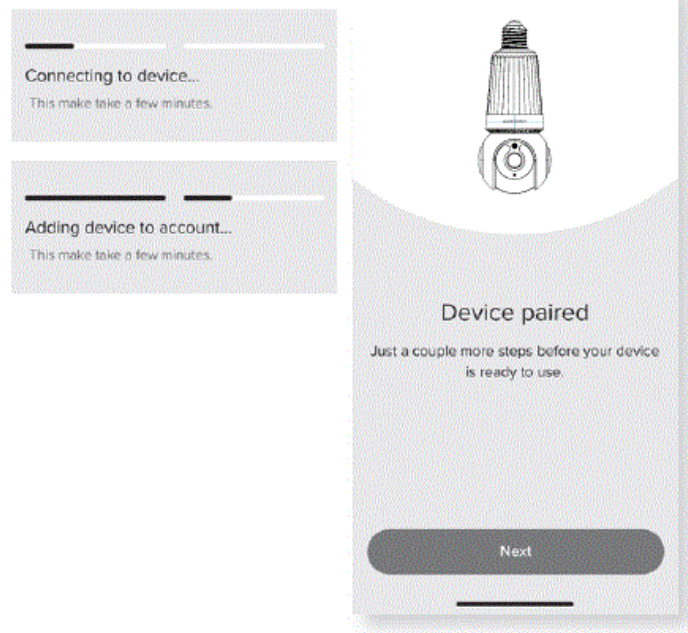 Connecting to device...
This make take a few minutes.
Adding device to account...
This make take a few minutes.
Device paired
Just a couple more steps before your device
is ready to use.
Next